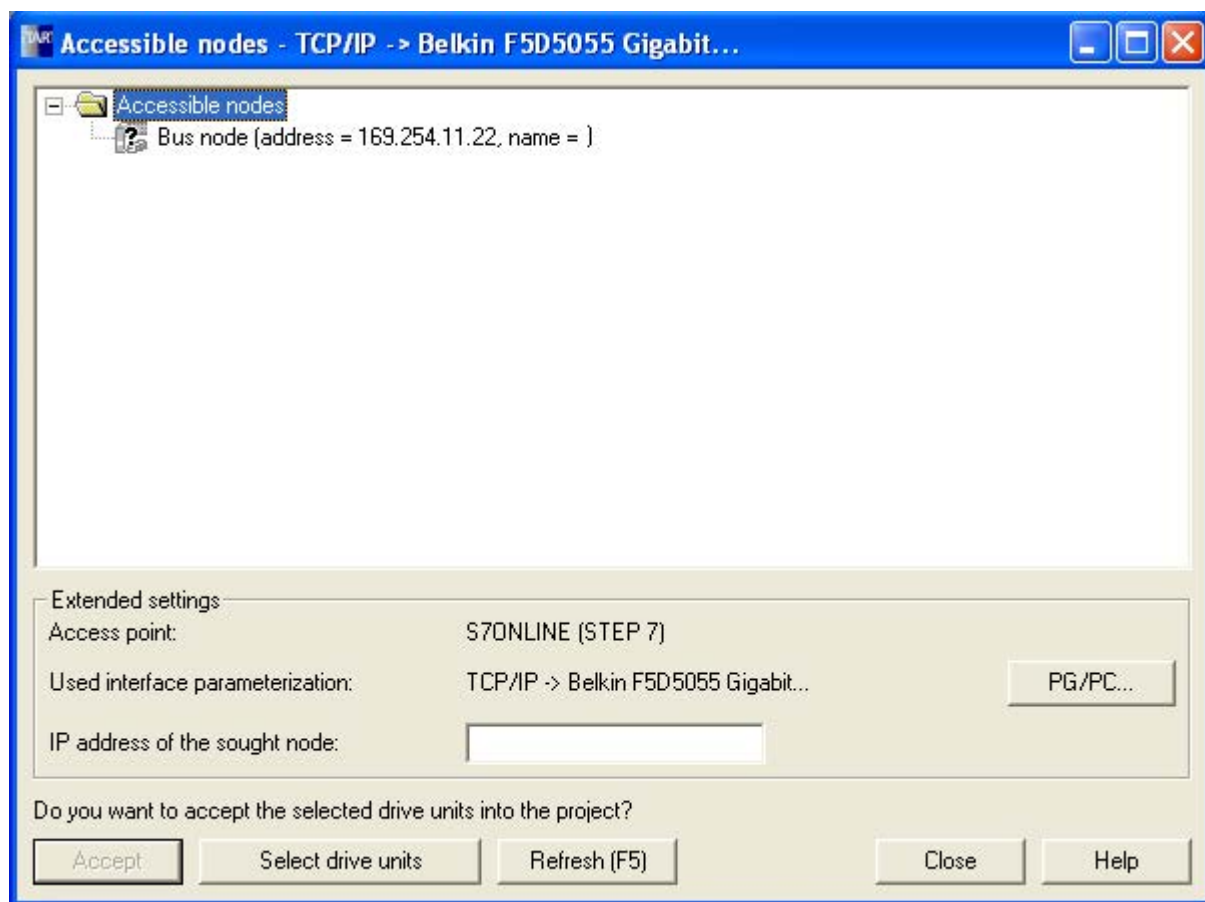 Accessible nodes - TCP/IP -> Belkin F5D5055 Gigabit...
Accessible nodes
Bus node (address = 169.254.11.22, name = )
Extended settings
Access point: S7ONLINE (STEP 7)
Used interface parameterization: TCP/IP -> Belkin F5D5055 Gigabit... PG/PC...
IP address of the sought node:
Do you want to accept the selected drive units into the project?
Accept Select drive units Refresh (F5) Close Help